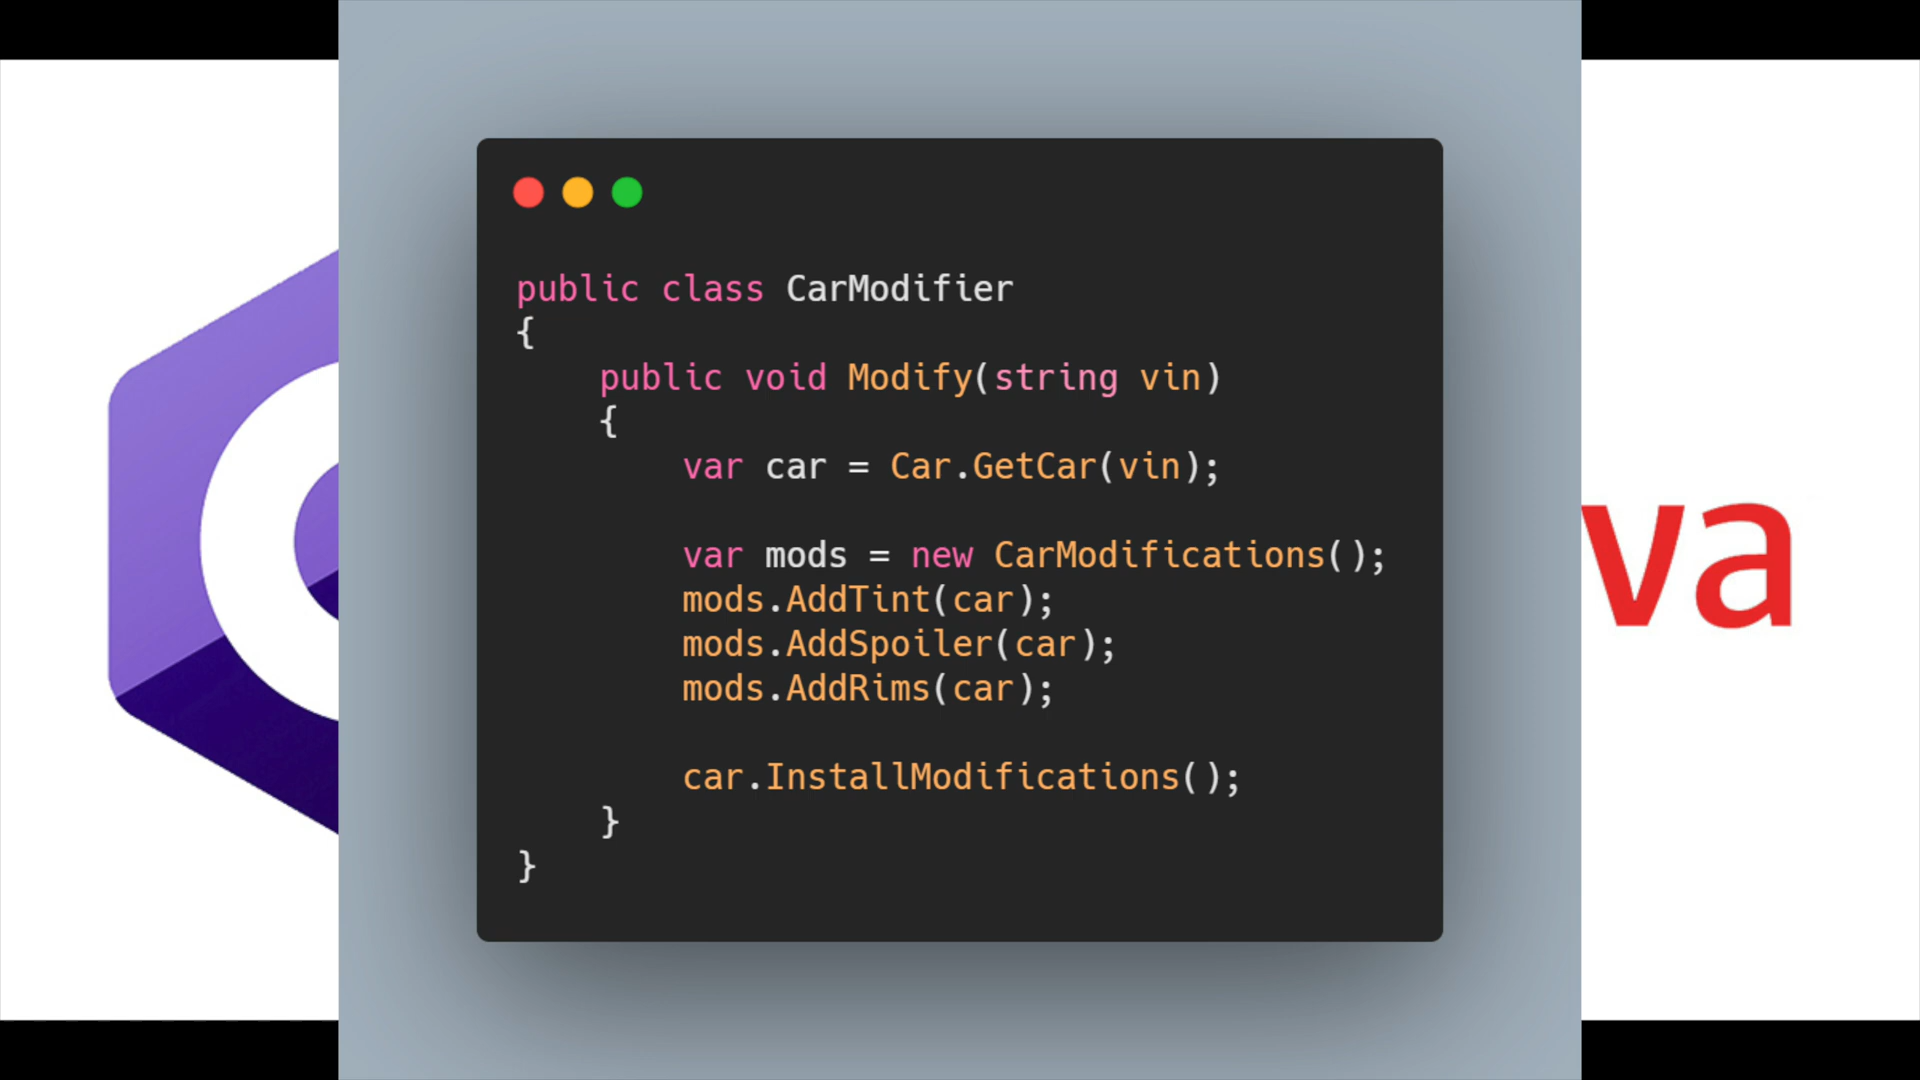 public class CarModifier
{
    public void Modify(string vin)
    {
        var car = Car.GetCar(vin);

        var mods = new CarModifications();
        mods.AddTint(car);
        mods.AddSpoiler(car);
        mods.AddRims(car);

        car.InstallModifications();
    }
}
va